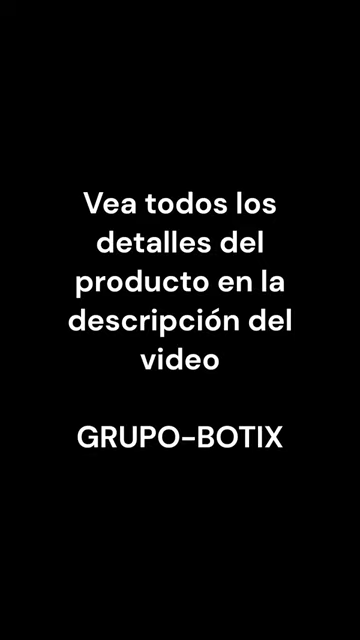 Vea todos los
detalles del
producto en la
descripción del
video
GRUPO-BOTIX